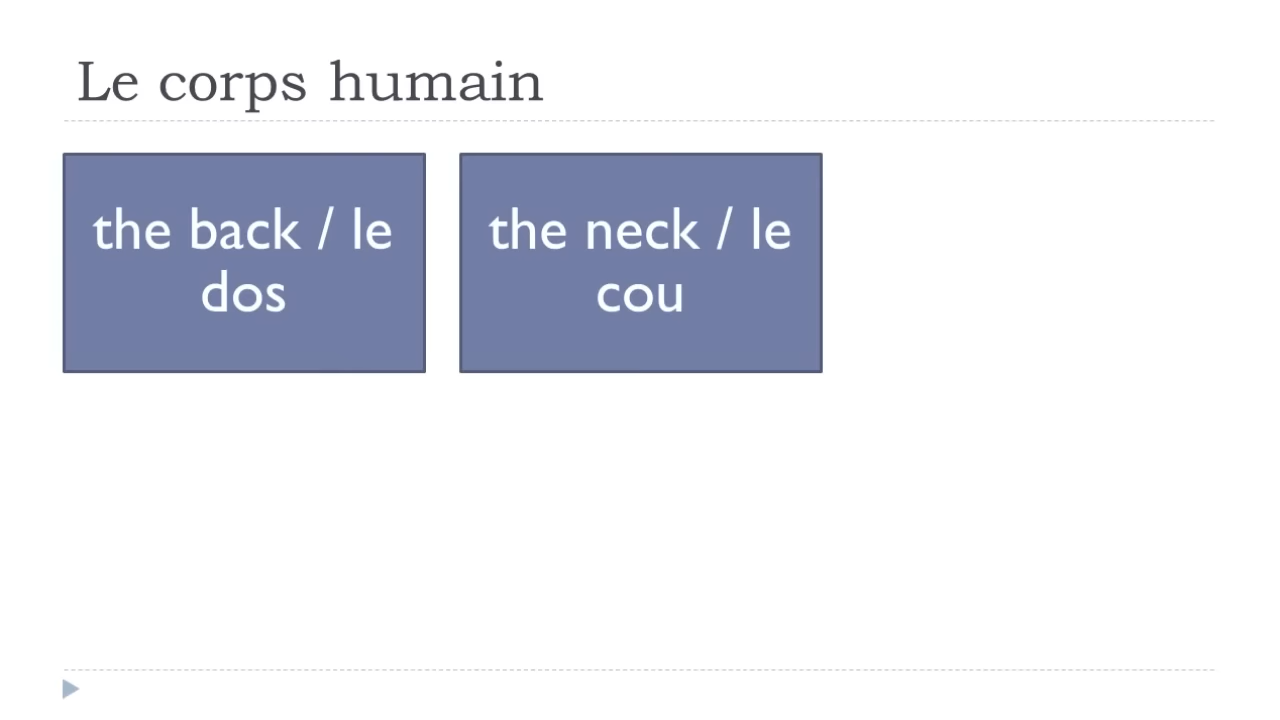 Le corps humain
the back / le
dos
the neck / le
cou